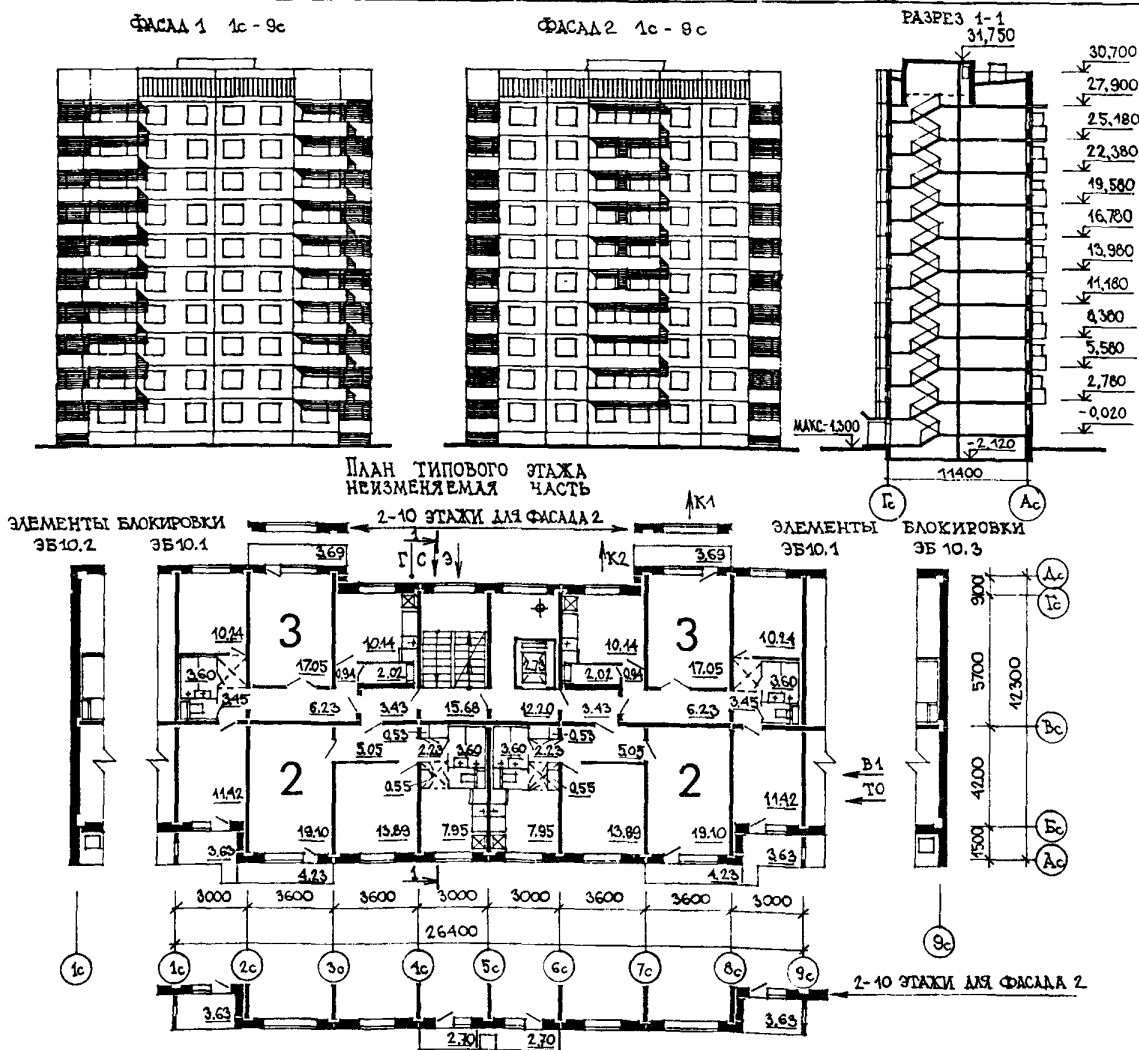 ФАСАД 1 1с-9с
ФАСАД 2 1с-9с
РАЗРЕЗ 1-1
31,750
30,700
27,900
25,180
22,380
19,580
16,780
13,980
11,180
8,380
5,580
2,780
-0,020
МАКС-1,300
-2,120
11400
Гс Ас
ПЛАН ТИПОВОГО ЭТАЖА
НЕИЗМЕНЯЕМАЯ ЧАСТЬ
2-10 ЭТАЖИ ДЛЯ ФАСАДА 2
К1
ЭЛЕМЕНТЫ БЛОКИРОВКИ
ЭБ10.2 ЭБ10.1
ЭЛЕМЕНТЫ БЛОКИРОВКИ
ЭБ10.1 ЭБ 10.3
1
3,69 Г С Э К2 3,69
Ас
Гс
900
10.24 3 17.05 10.14 2.73 10.14 3 17.05 10.24
3.60 2.02 2.02 3.60
0,94 0,94
3.45 6.23 3.43 15.68 12.20 3.43 6.23 3.45
5700
12300
Вс
0,53 0,53
5.05 2.23 3,60 3,60 2.23 5,05
2 2
0,55 0,55
В1
Т0
4200
11.42 19.10 13.89 7.95 7.95 13.89 19.10 11.42
Бс
3,63 3,63
1500
4,23 1 4,23
Ас
3000 3600 3600 3000 3000 3600 3600 3000
26400
1с 1с 2с 3с 4с 5с 6с 7с 8с 9с 9с
2-10 ЭТАЖИ ДЛЯ ФАСАДА 2
3,63 3,63
2,70 2,70